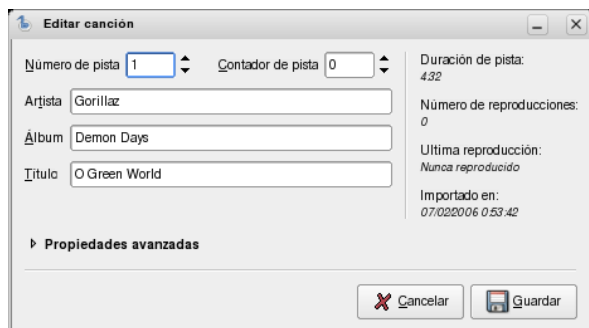 Editar canción
Número de pista 1 Contador de pista 0
Artista Gorillaz
Álbum Demon Days
Título O Green World
Duración de pista:
4:32
Número de reproducciones:
0
Ultima reproducción:
Nunca reproducido
Importado en:
07/02/2006 0:53:42
Propiedades avanzadas
Cancelar Guardar